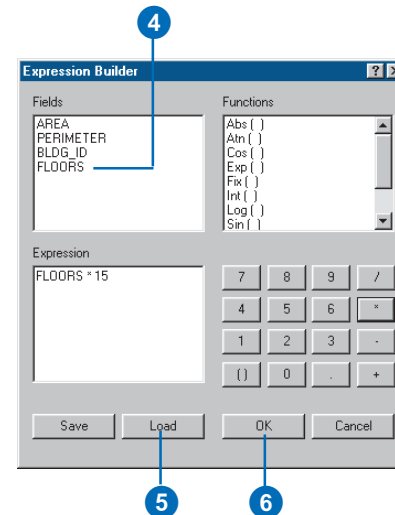 4
Expression Builder
?
Fields
AREA
PERIMETER
BLDG_ID
FLOORS
Functions
Abs ( )
Atn ( )
Cos ( )
Exp ( )
Fix ( )
Int ( )
Log ( )
Sin ( )
Expression
FLOORS * 15
7 8 9 /
4 5 6 *
1 2 3 -
( ) 0 . +
Save Load OK Cancel
5 6